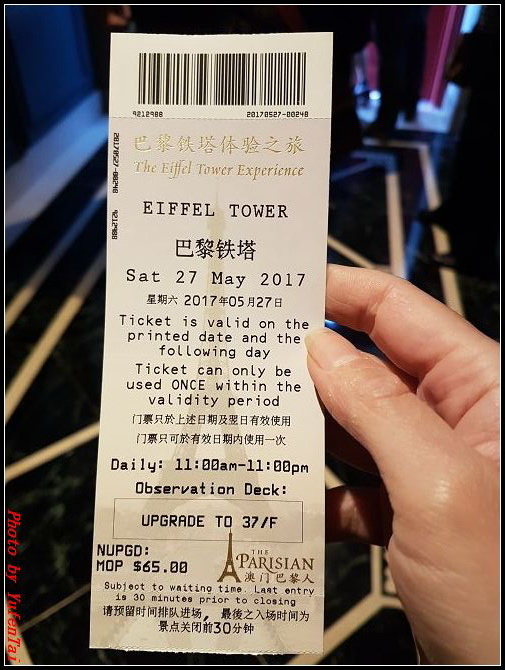 9212988 20170527-00248
20170527-00248 9212988
巴黎铁塔体验之旅
The Eiffel Tower Experience
EIFFEL TOWER
巴黎铁塔
Sat 27 May 2017
星期六 2017年05月27日
Ticket is valid on the
printed date and the
following day
Ticket can only be
used ONCE within the
validity period
门票只於上述日期及翌日有效使用
门票只可於有效日期内使用一次
Daily: 11:00am-11:00pm
Observation Deck:
UPGRADE TO 37/F
NUPGD:
MOP $65.00
THE
PARISIAN
澳门巴黎人
Subject to waiting time. Last entry
is 30 minutes prior to closing
请预留时间排队进场, 最後之入场时间为
景点关闭前30分钟
Photo by YufenTai